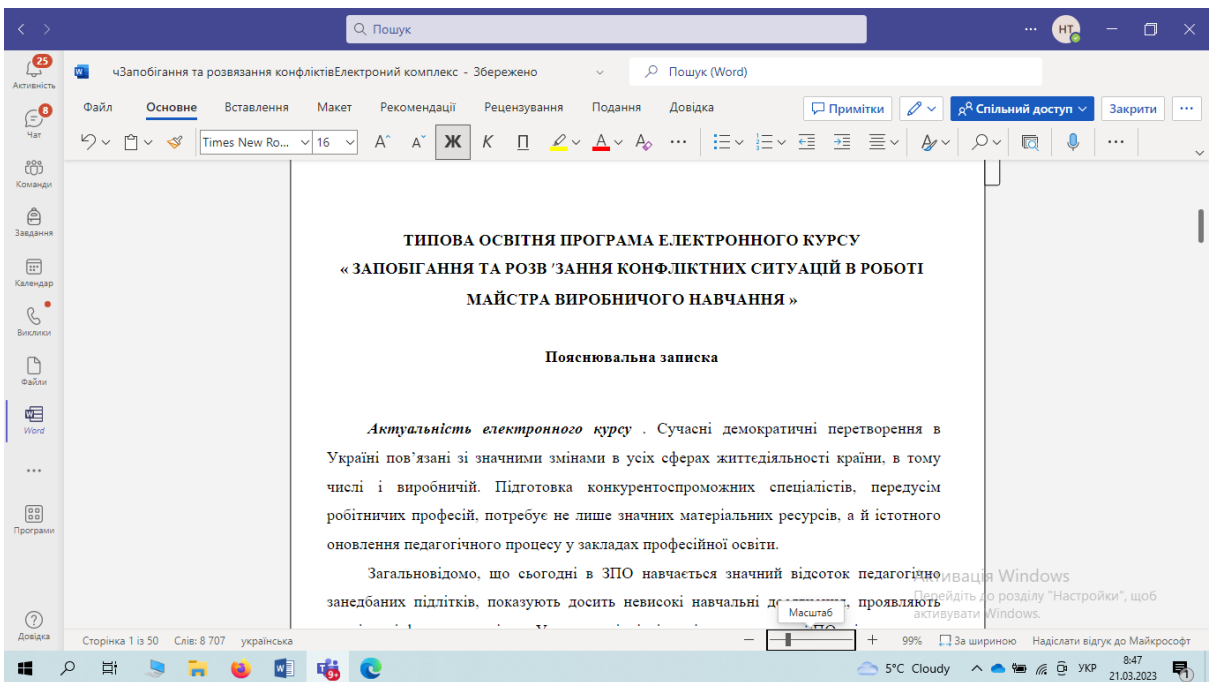 Пошук
НТ
25
Активність
8
Чат
Команди
Завдання
Календар
Виклики
Файли
Word
Програми
Довідка
чЗапобігання та розвязання конфліктівЕлектроний комплекс - Збережено
Пошук (Word)
Файл Основне Вставлення Макет Рекомендації Рецензування Подання Довідка Примітки Спільний доступ Закрити
Times New Ro... 16 Ж К П
ТИПОВА ОСВІТНЯ ПРОГРАМА ЕЛЕКТРОННОГО КУРСУ
« ЗАПОБІГАННЯ ТА РОЗВ ′ЗАННЯ КОНФЛІКТНИХ СИТУАЦІЙ В РОБОТІ
МАЙСТРА ВИРОБНИЧОГО НАВЧАННЯ »
Пояснювальна записка
Актуальність електронного курсу . Сучасні демократичні перетворення в
Україні пов’язані зі значними змінами в усіх сферах життєдіяльності країни, в тому
числі і виробничій. Підготовка конкурентоспроможних спеціалістів, передусім
робітничих професій, потребує не лише значних матеріальних ресурсів, а й істотного
оновлення педагогічного процесу у закладах професійної освіти.
Загальновідомо, що сьогодні в ЗПО навчається значний відсоток педагогічно
занедбаних підлітків, показують досить невисокі навчальні проявляють
Масштаб
Активація Windows
Перейдіть до розділу "Настройки", щоб
активувати Windows.
Сторінка 1 із 50 Слів: 8 707 українська 99% За шириною Надіслати відгук до Майкрософт
9+ 5°C Cloudy УКР 8:47
21.03.2023 1